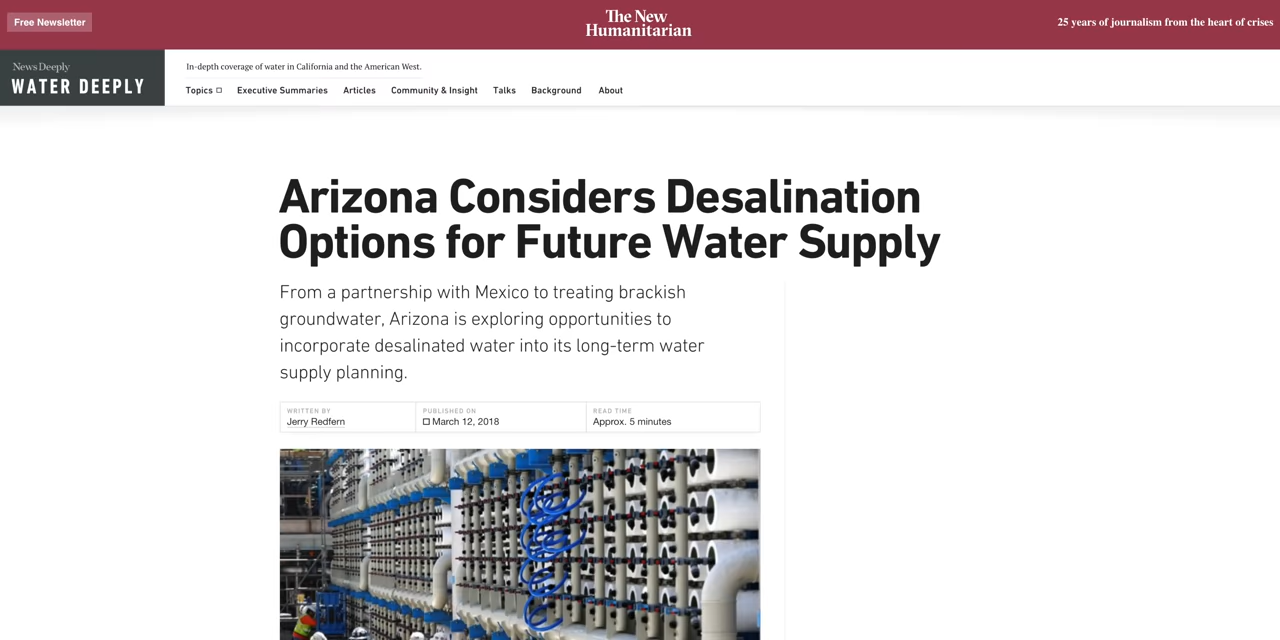 Free Newsletter
The New
Humanitarian
25 years of journalism from the heart of crises
News Deeply
WATER DEEPLY
In-depth coverage of water in California and the American West.
Topics Executive Summaries Articles Community & Insight Talks Background About
Arizona Considers Desalination
Options for Future Water Supply
From a partnership with Mexico to treating brackish
groundwater, Arizona is exploring opportunities to
incorporate desalinated water into its long-term water
supply planning.
WRITTEN BY
Jerry Redfern
PUBLISHED ON
March 12, 2018
READ TIME
Approx. 5 minutes